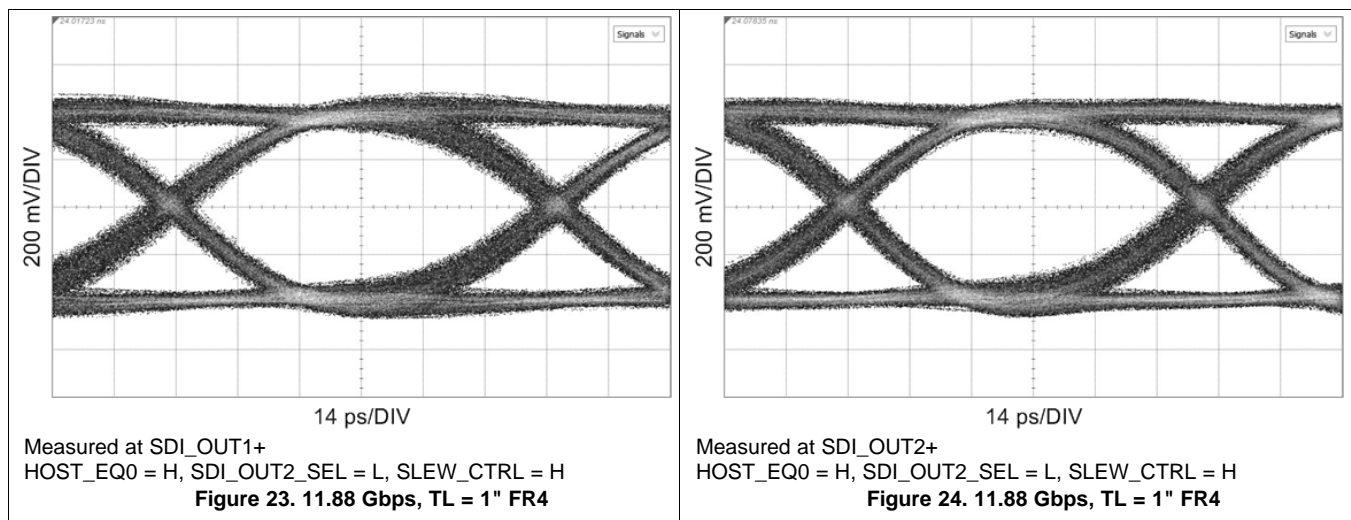 24.01723 ns
Signals
200 mV/DIV
14 ps/DIV
Measured at SDI_OUT1+
HOST_EQ0 = H, SDI_OUT2_SEL = L, SLEW_CTRL = H
Figure 23. 11.88 Gbps, TL = 1" FR4
24.07835 ns
Signals
200 mV/DIV
14 ps/DIV
Measured at SDI_OUT2+
HOST_EQ0 = H, SDI_OUT2_SEL = L, SLEW_CTRL = H
Figure 24. 11.88 Gbps, TL = 1" FR4